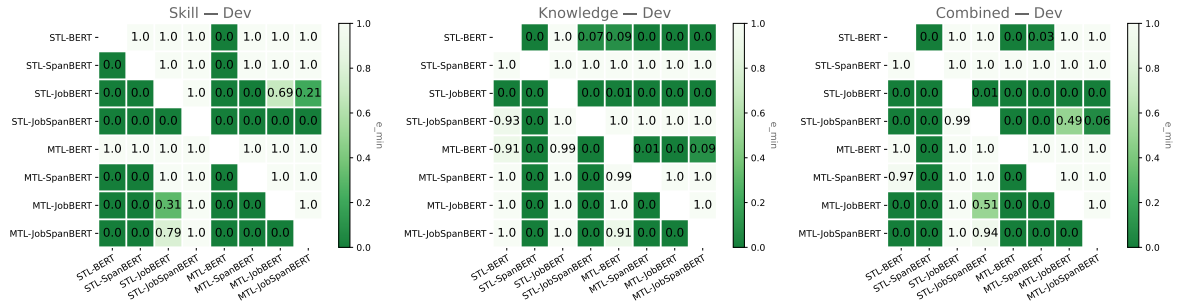 Skill — Dev
STL-BERT 1.0 1.0 1.0 0.0 1.0 1.0 1.0
STL-SpanBERT 0.0 1.0 1.0 0.0 1.0 1.0 1.0
STL-JobBERT 0.0 0.0 1.0 0.0 0.0 0.69 0.21
STL-JobSpanBERT 0.0 0.0 0.0 0.0 0.0 0.0 0.0
MTL-BERT 1.0 1.0 1.0 1.0 1.0 1.0 1.0
MTL-SpanBERT 0.0 0.0 1.0 1.0 0.0 1.0 1.0
MTL-JobBERT 0.0 0.0 0.31 1.0 0.0 0.0 1.0
MTL-JobSpanBERT 0.0 0.0 0.79 1.0 0.0 0.0 0.0
STL-BERT
STL-SpanBERT
STL-JobBERT
STL-JobSpanBERT
MTL-BERT
MTL-SpanBERT
MTL-JobBERT
MTL-JobSpanBERT
1.0
0.8
0.6
0.4
0.2
0.0
e_min
Knowledge — Dev
STL-BERT 0.0 1.0 0.07 0.09 0.0 0.0 0.0
STL-SpanBERT 1.0 1.0 1.0 1.0 1.0 1.0 1.0
STL-JobBERT 0.0 0.0 0.0 0.01 0.0 0.0 0.0
STL-JobSpanBERT 0.93 0.0 1.0 1.0 1.0 1.0 1.0
MTL-BERT 0.91 0.0 0.99 0.0 0.01 0.0 0.09
MTL-SpanBERT 1.0 0.0 1.0 0.0 0.99 1.0 1.0
MTL-JobBERT 1.0 0.0 1.0 0.0 1.0 0.0 1.0
MTL-JobSpanBERT 1.0 0.0 1.0 0.0 0.91 0.0 0.0
STL-BERT
STL-SpanBERT
STL-JobBERT
STL-JobSpanBERT
MTL-BERT
MTL-SpanBERT
MTL-JobBERT
MTL-JobSpanBERT
1.0
0.8
0.6
0.4
0.2
0.0
e_min
Combined — Dev
STL-BERT 0.0 1.0 1.0 0.0 0.03 1.0 1.0
STL-SpanBERT 1.0 1.0 1.0 1.0 1.0 1.0 1.0
STL-JobBERT 0.0 0.0 0.01 0.0 0.0 0.0 0.0
STL-JobSpanBERT 0.0 0.0 0.99 0.0 0.0 0.49 0.06
MTL-BERT 1.0 0.0 1.0 1.0 1.0 1.0 1.0
MTL-SpanBERT 0.97 0.0 1.0 1.0 0.0 1.0 1.0
MTL-JobBERT 0.0 0.0 1.0 0.51 0.0 0.0 1.0
MTL-JobSpanBERT 0.0 0.0 1.0 0.94 0.0 0.0 0.0
STL-BERT
STL-SpanBERT
STL-JobBERT
STL-JobSpanBERT
MTL-BERT
MTL-SpanBERT
MTL-JobBERT
MTL-JobSpanBERT
1.0
0.8
0.6
0.4
0.2
0.0
e_min